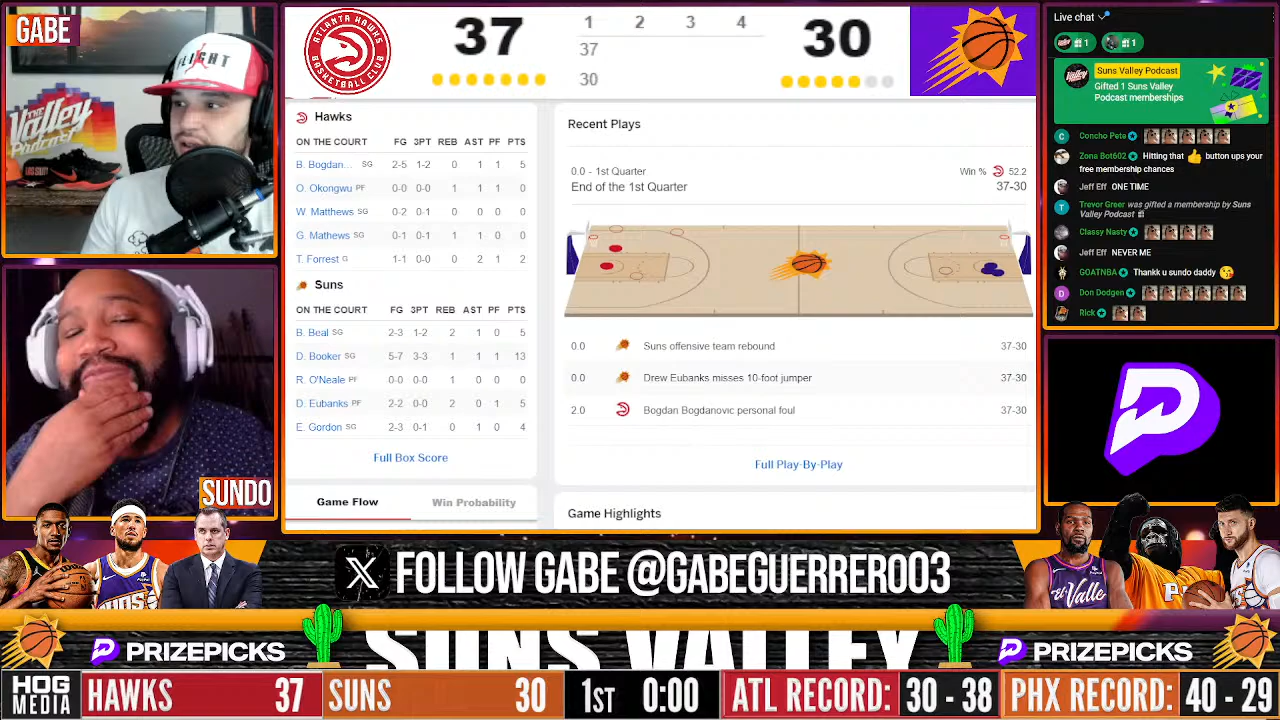 GABE
FLIGHT
THE
Valley
Podcast
SUNDO
ATLANTA HAWKS
BASKETBALL CLUB
37
1 2 3 4
37
30
30
Hawks
ON THE COURT FG 3PT REB AST PF PTS
B. Bogdan... SG 2-5 1-2 0 1 1 5
O. Okongwu PF 0-0 0-0 1 1 1 0
W. Matthews SG 0-2 0-1 0 0 0 0
G. Mathews SG 0-1 0-1 1 0 1 0
T. Forrest G 1-1 0-0 0 2 1 2
Suns
ON THE COURT FG 3PT REB AST PF PTS
B. Beal SG 2-3 1-2 2 1 0 5
D. Booker SG 5-7 3-3 1 1 1 13
R. O'Neale PF 0-0 0-0 1 0 0 0
D. Eubanks PF 2-2 0-0 2 0 1 5
E. Gordon SG 2-3 0-1 0 1 0 4
Full Box Score
Game Flow Win Probability
Recent Plays
0.0 - 1st Quarter Win % 52.2
End of the 1st Quarter 37-30
0.0 Suns offensive team rebound 37-30
0.0 Drew Eubanks misses 10-foot jumper 37-30
2.0 Bogdan Bogdanovic personal foul 37-30
Full Play-By-Play
Game Highlights
Live chat
1 1
Suns Valley Podcast
Gifted 1 Suns Valley
Podcast memberships
C Concho Pete
Zona Bot602 Hitting that 👍 button ups your
free membership chances
Jeff Eff ONE TIME
T Trevor Greer was gifted a membership by Suns
Valley Podcast
Classy Nasty
Jeff Eff NEVER ME
GOATNBA Thankk u sundo daddy 😘
D Don Dodgen
Rick
P
X FOLLOW GABE @GABEGUERRERO03
PRIZEPICKS
SUNS VALLEY
PRIZEPICKS
HOG
MEDIA
HAWKS 37 SUNS 30 1ST 0:00 ATL RECORD: 30 - 38 PHX RECORD: 40 - 29